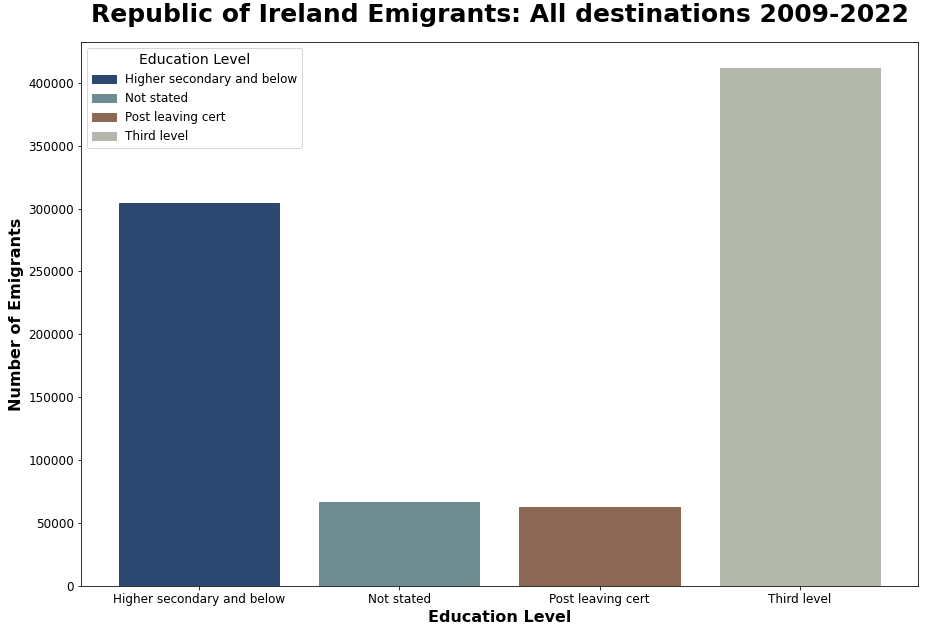 Republic of Ireland Emigrants: All destinations 2009-2022
Education Level
Higher secondary and below
Not stated
Post leaving cert
Third level
Number of Emigrants
400000
350000
300000
250000
200000
150000
100000
50000
0
Higher secondary and below Not stated Post leaving cert Third level
Education Level